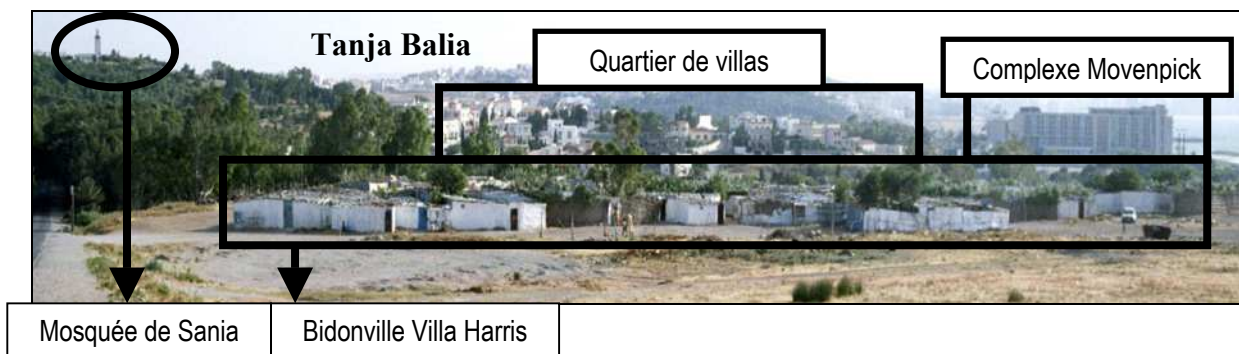 Tanja Balia
Quartier de villas
Complexe Movenpick
Mosquée de Sania
Bidonville Villa Harris